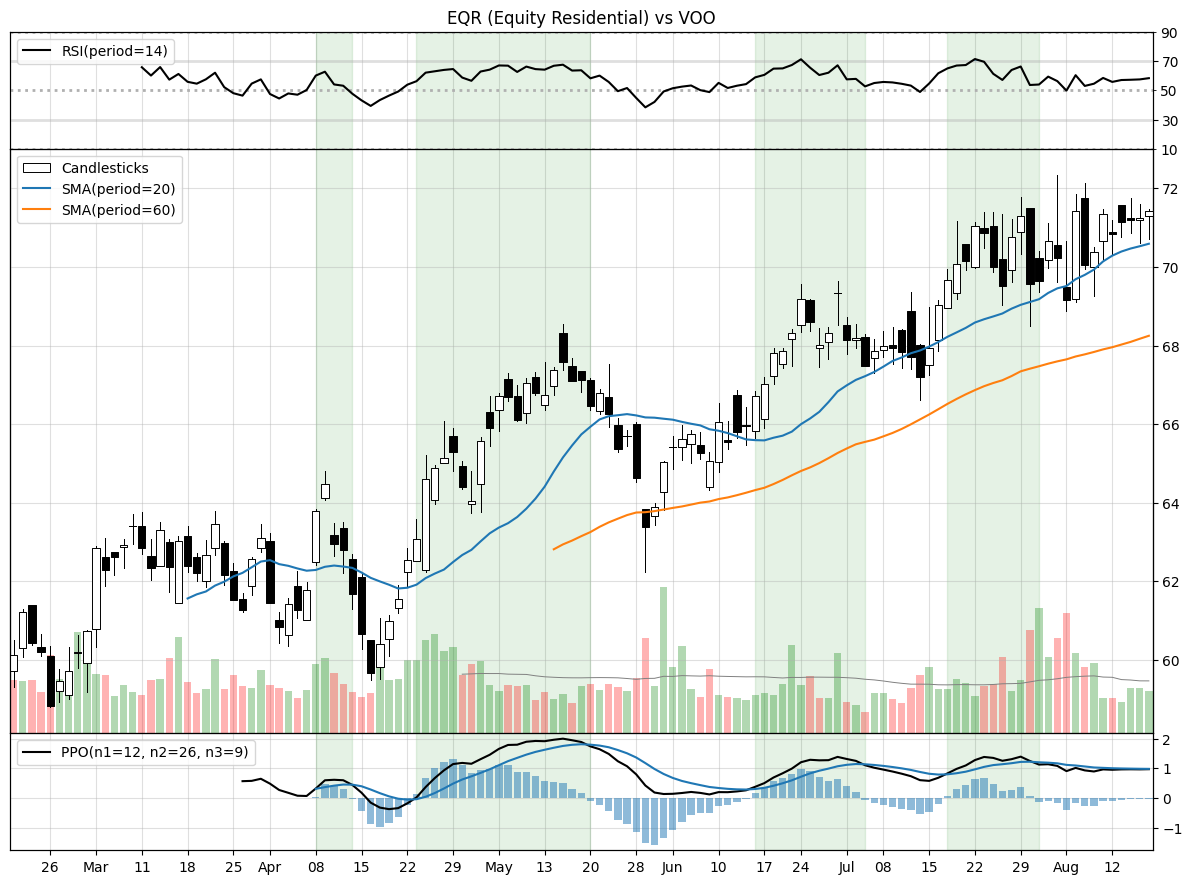 EQR (Equity Residential) vs VOO
RSI(period=14)
90
70
50
30
10
Candlesticks
SMA(period=20)
SMA(period=60)
72
70
68
66
64
62
60
PPO(n1=12, n2=26, n3=9)
2
1
0
−1
26 Mar 11 18 25 Apr 08 15 22 29 May 13 20 28 Jun 10 17 24 Jul 08 15 22 29 Aug 12